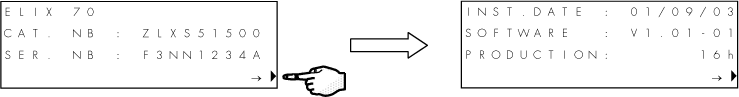 ELIX 70
CAT. NB : ZLXS51500
SER. NB : F3NN1234A
→
INST.DATE : 01/09/03
SOFTWARE : V1.01-01
PRODUCTION: 16h
→